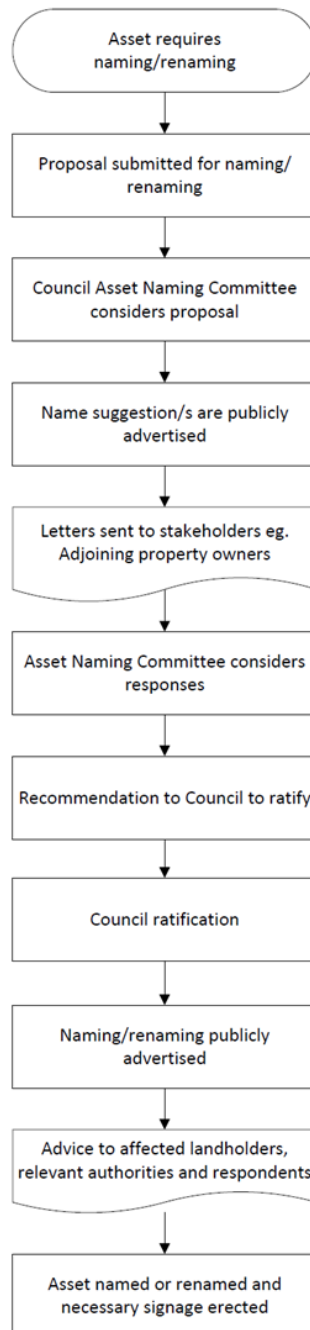 Asset requires
naming/renaming
Proposal submitted for naming/
renaming
Council Asset Naming Committee
considers proposal
Name suggestion/s are publicly
advertised
Letters sent to stakeholders eg.
Adjoining property owners
Asset Naming Committee considers
responses
Recommendation to Council to ratify
Council ratification
Naming/renaming publicly
advertised
Advice to affected landholders,
relevant authorities and respondents
Asset named or renamed and
necessary signage erected